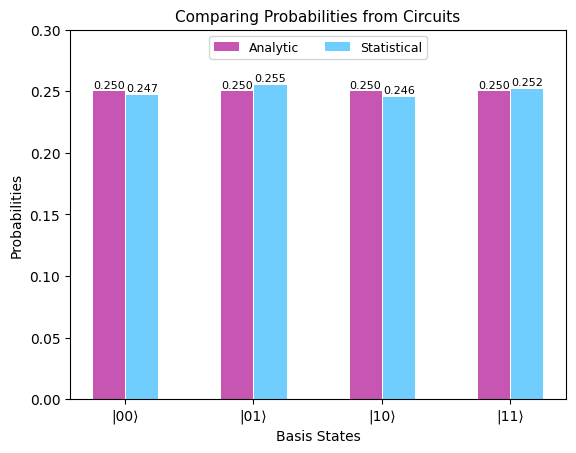 Comparing Probabilities from Circuits
Analytic Statistical
0.30
0.25
0.20
0.15
0.10
0.05
0.00
Probabilities
0.250 0.247 0.250 0.255 0.250 0.246 0.250 0.252
|00⟩ |01⟩ |10⟩ |11⟩
Basis States